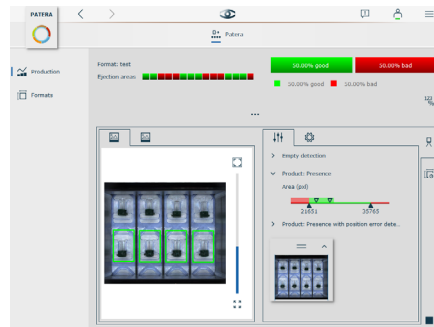 PATERA
Patera
Format: test
Ejection areas
50.00% good
50.00% bad
50.00% good
50.00% bad
Production
Formats
Empty detection
Product: Presence
Area (pxl)
21651
35765
Product: Presence with position error dete...